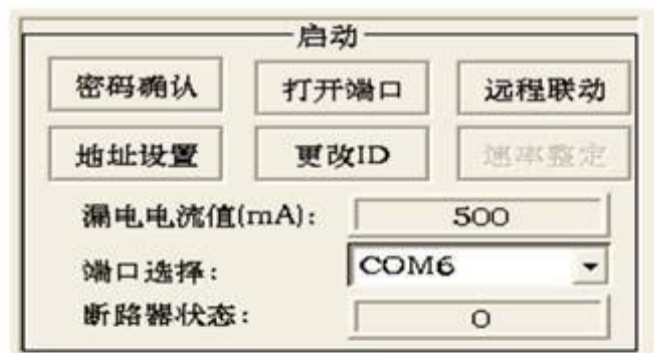 启动
密码确认 打开端口 远程联动
地址设置 更改ID 速率整定
漏电电流值(mA): 500
端口选择: COM6
断路器状态: 0